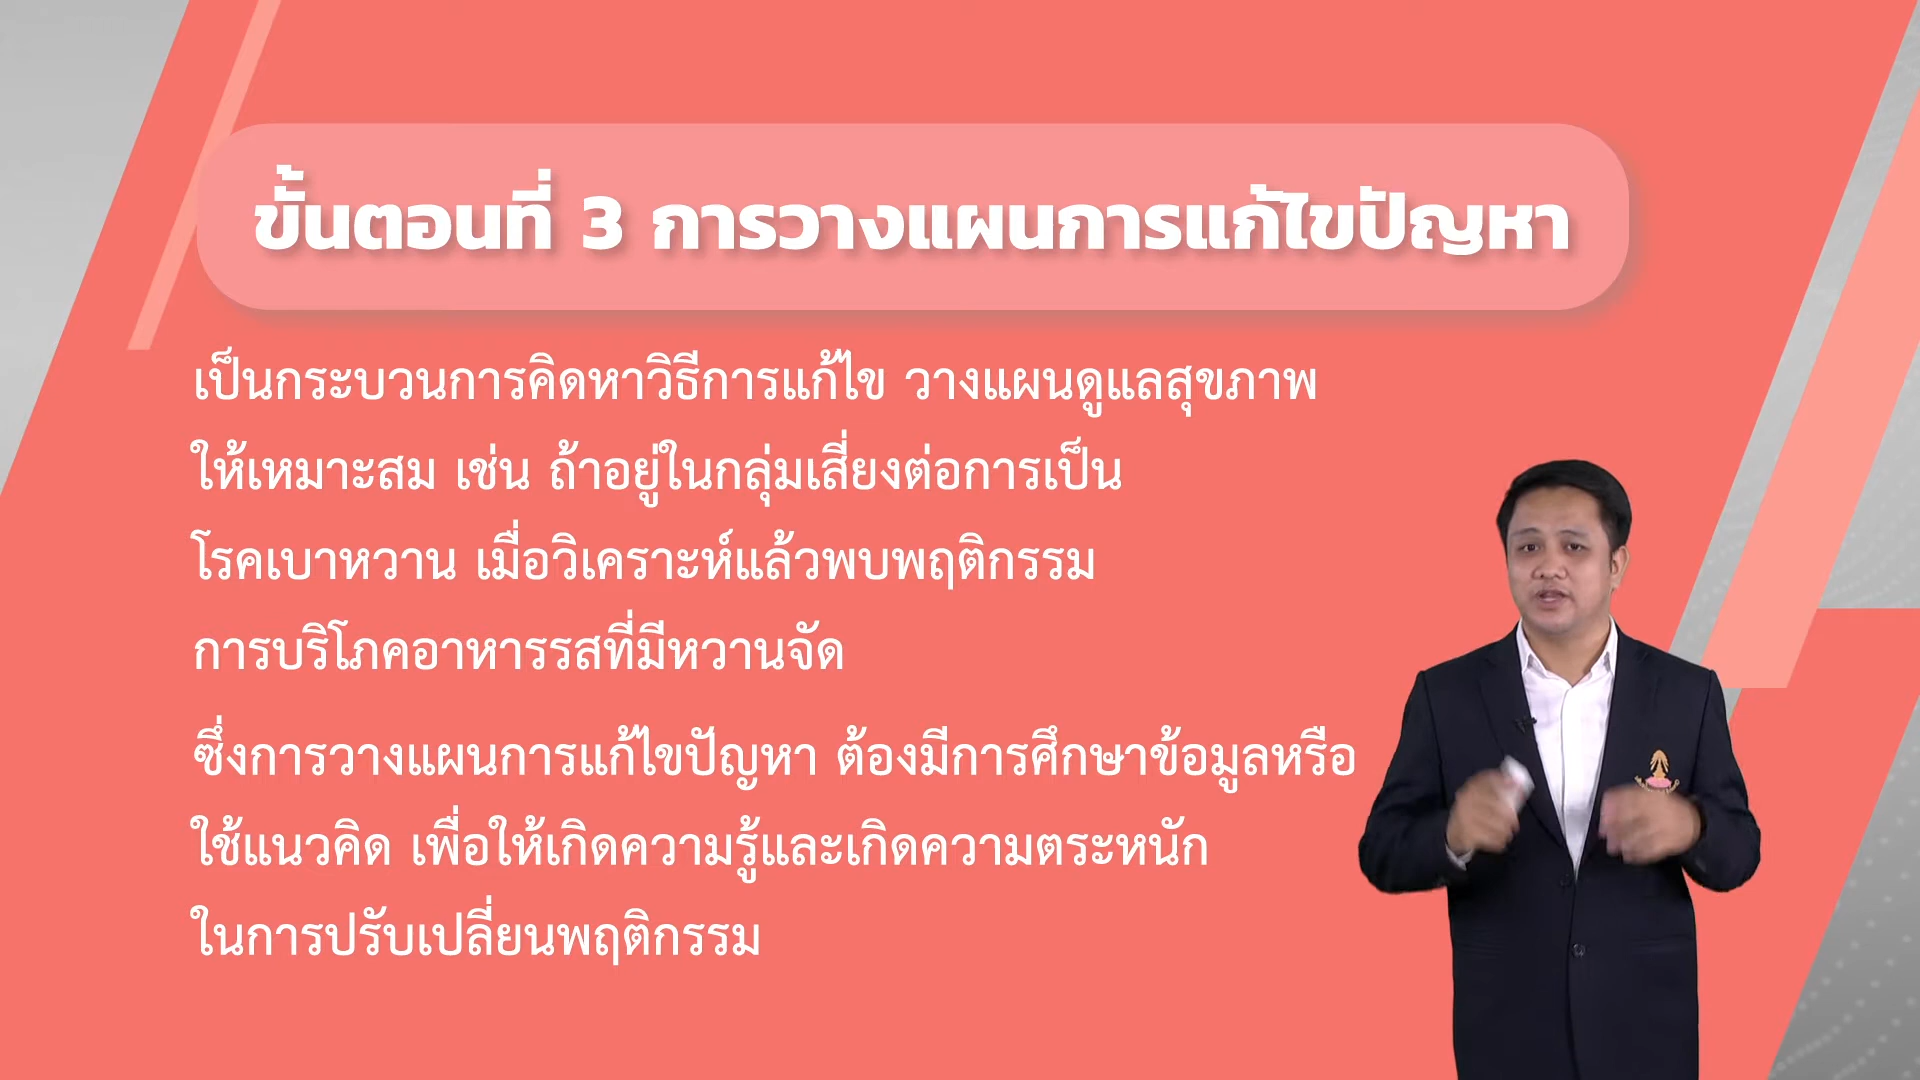 ขั้นตอนที่ 3 การวางแผนการแก้ไขปัญหา
เป็นกระบวนการคิดหาวิธีการแก้ไข วางแผนดูแลสุขภาพ
ให้เหมาะสม เช่น ถ้าอยู่ในกลุ่มเสี่ยงต่อการเป็น
โรคเบาหวาน เมื่อวิเคราะห์แล้วพบพฤติกรรม
การบริโภคอาหารรสที่มีหวานจัด
ซึ่งการวางแผนการแก้ไขปัญหา ต้องมีการศึกษาข้อมูลหรือ
ใช้แนวคิด เพื่อให้เกิดความรู้และเกิดความตระหนัก
ในการปรับเปลี่ยนพฤติกรรม